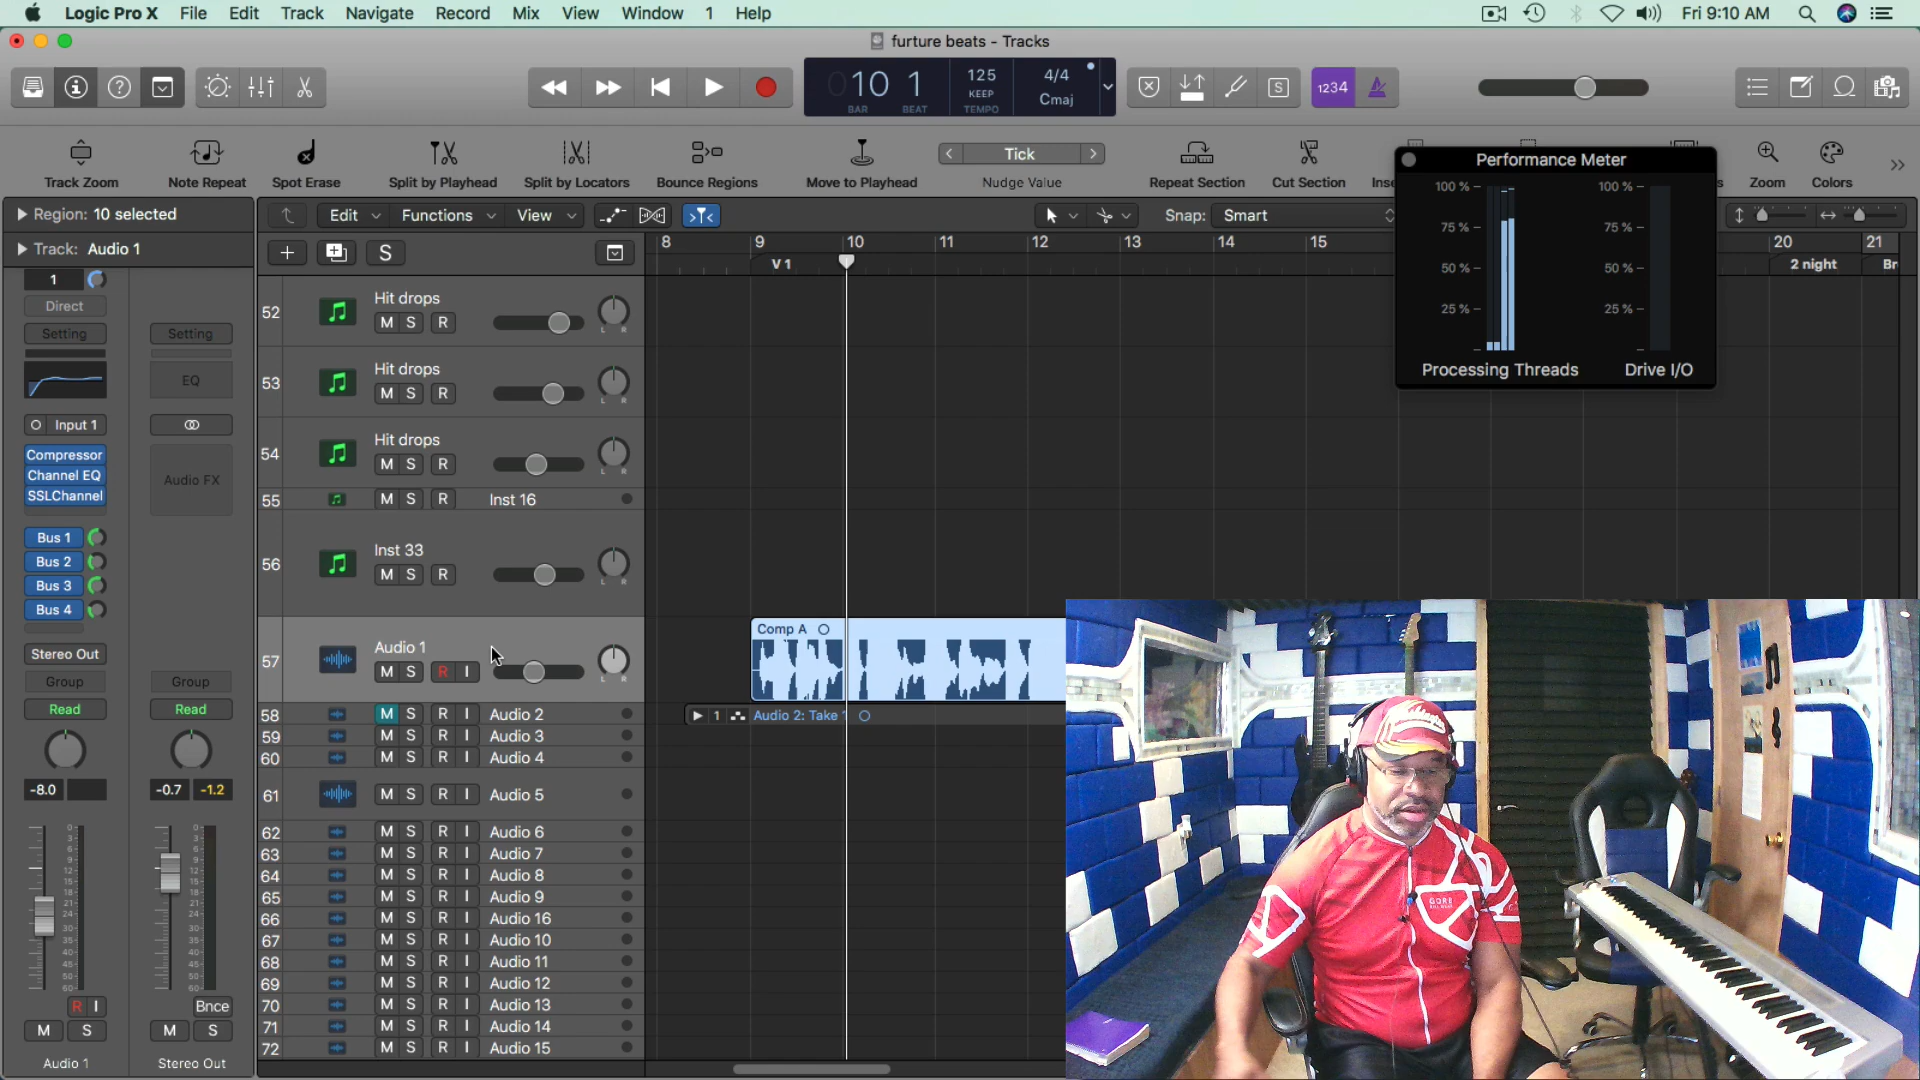 Logic Pro X File Edit Track Navigate Record Mix View Window 1 Help
Fri 9:10 AM
furture beats - Tracks
10 1 125 4/4
KEEP Cmaj
BAR BEAT TEMPO
1234
S
Tick
Track Zoom Note Repeat Spot Erase Split by Playhead Split by Locators Bounce Regions Move to Playhead Nudge Value Repeat Section Cut Section Zoom Colors
Performance Meter
100 % 100 %
75 % 75 %
50 % 50 %
25 % 25 %
Processing Threads Drive I/O
Region: 10 selected
Edit Functions View Snap: Smart
Track: Audio 1
S
8 9 10 11 12 13 14 15 20 21
V 1 2 night Br
1
Direct
Setting Setting
EQ
Input 1
Compressor
Channel EQ
SSLChannel
Audio FX
Bus 1
Bus 2
Bus 3
Bus 4
Stereo Out
Group Group
Read Read
-8.0 -0.7 -1.2
R I Bnce
M S M S
Audio 1 Stereo Out
52 Hit drops
M S R
53 Hit drops
M S R
54 Hit drops
M S R
55 M S R Inst 16
56 Inst 33
M S R
57 Audio 1
M S R I
Comp A
58 M S R I Audio 2
1 Audio 2: Take 1
59 M S R I Audio 3
60 M S R I Audio 4
61 M S R I Audio 5
62 M S R I Audio 6
63 M S R I Audio 7
64 M S R I Audio 8
65 M S R I Audio 9
66 M S R I Audio 16
67 M S R I Audio 10
68 M S R I Audio 11
69 M S R I Audio 12
70 M S R I Audio 13
71 M S R I Audio 14
72 M S R I Audio 15
GORE